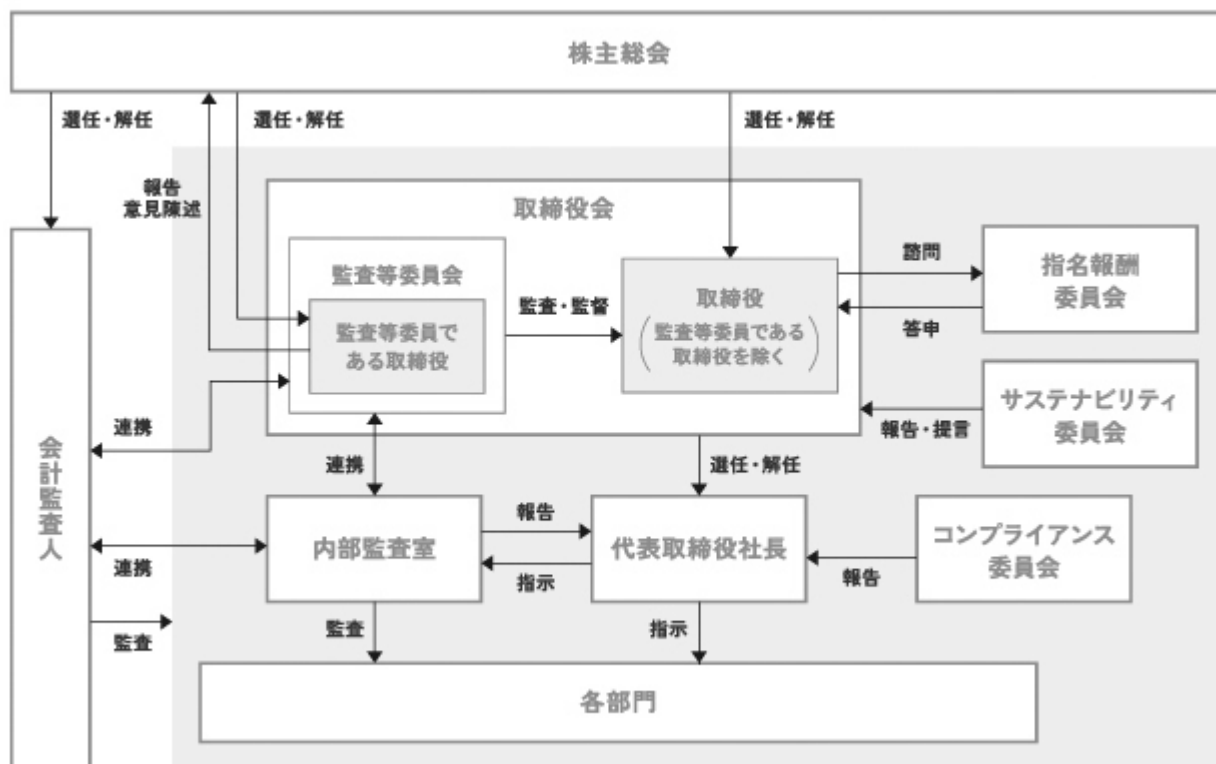 株主総会
選任・解任
選任・解任
選任・解任
報告
意見陳述
取締役会
監査等委員会
監査等委員で
ある取締役
監査・監督
取締役
(監査等委員である
取締役を除く)
諮問
答申
指名報酬
委員会
報告・提言
サステナビリティ
委員会
連携
連携
選任・解任
会計監査人
連携
内部監査室
報告
指示
代表取締役社長
報告
コンプライアンス
委員会
監査
監査
指示
各部門